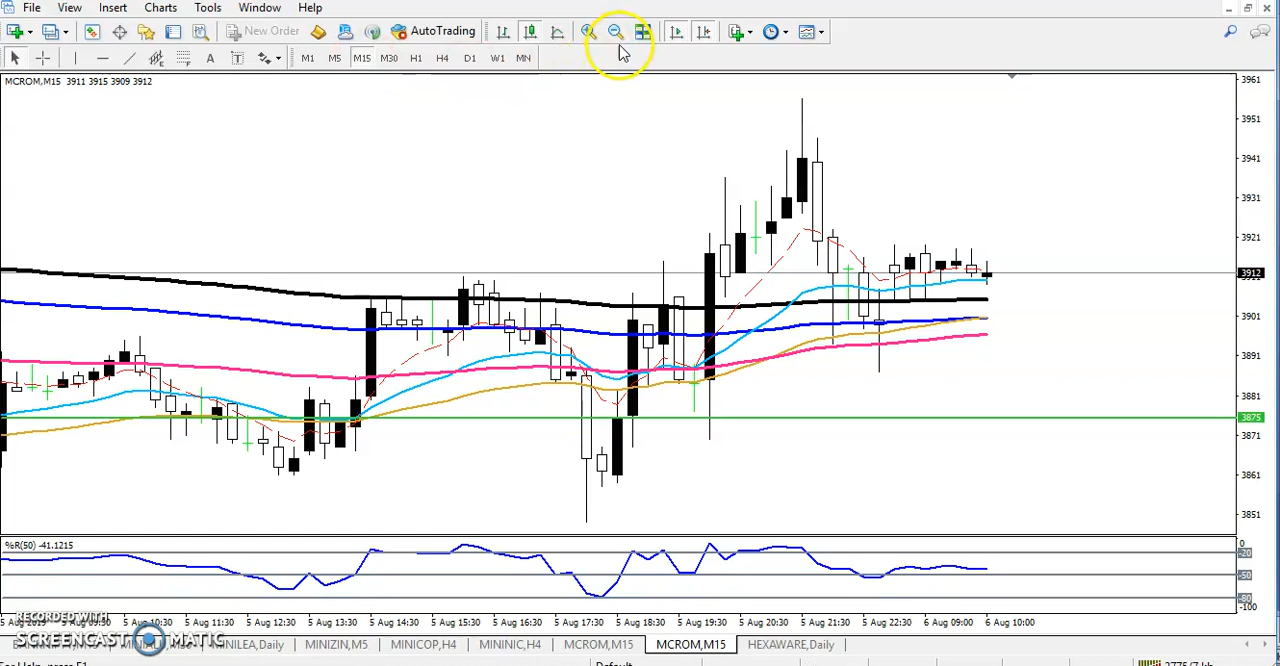 File View Insert Charts Tools Window Help
New Order AutoTrading
A T M1 M5 M15 M30 H1 H4 D1 W1 MN
MCROM,M15 3911 3915 3909 3912
3961
3951
3941
3931
3921
3912
3901
3891
3881
3875
3871
3861
3851
%R(50) -41.1215
0
-20
-50
-80
-100
5 Aug 10:30 5 Aug 11:30 5 Aug 12:30 5 Aug 13:30 5 Aug 14:30 5 Aug 15:30 5 Aug 16:30 5 Aug 17:30 5 Aug 18:30 5 Aug 19:30 5 Aug 20:30 5 Aug 21:30 5 Aug 22:30 6 Aug 09:00 6 Aug 10:00
RECORDED WITH
SCREENCAST MATIC
MINILEA,Daily MINIZIN,M5 MINICOP,H4 MININIC,H4 MCROM,M15 MCROM,M15 HEXAWARE,Daily